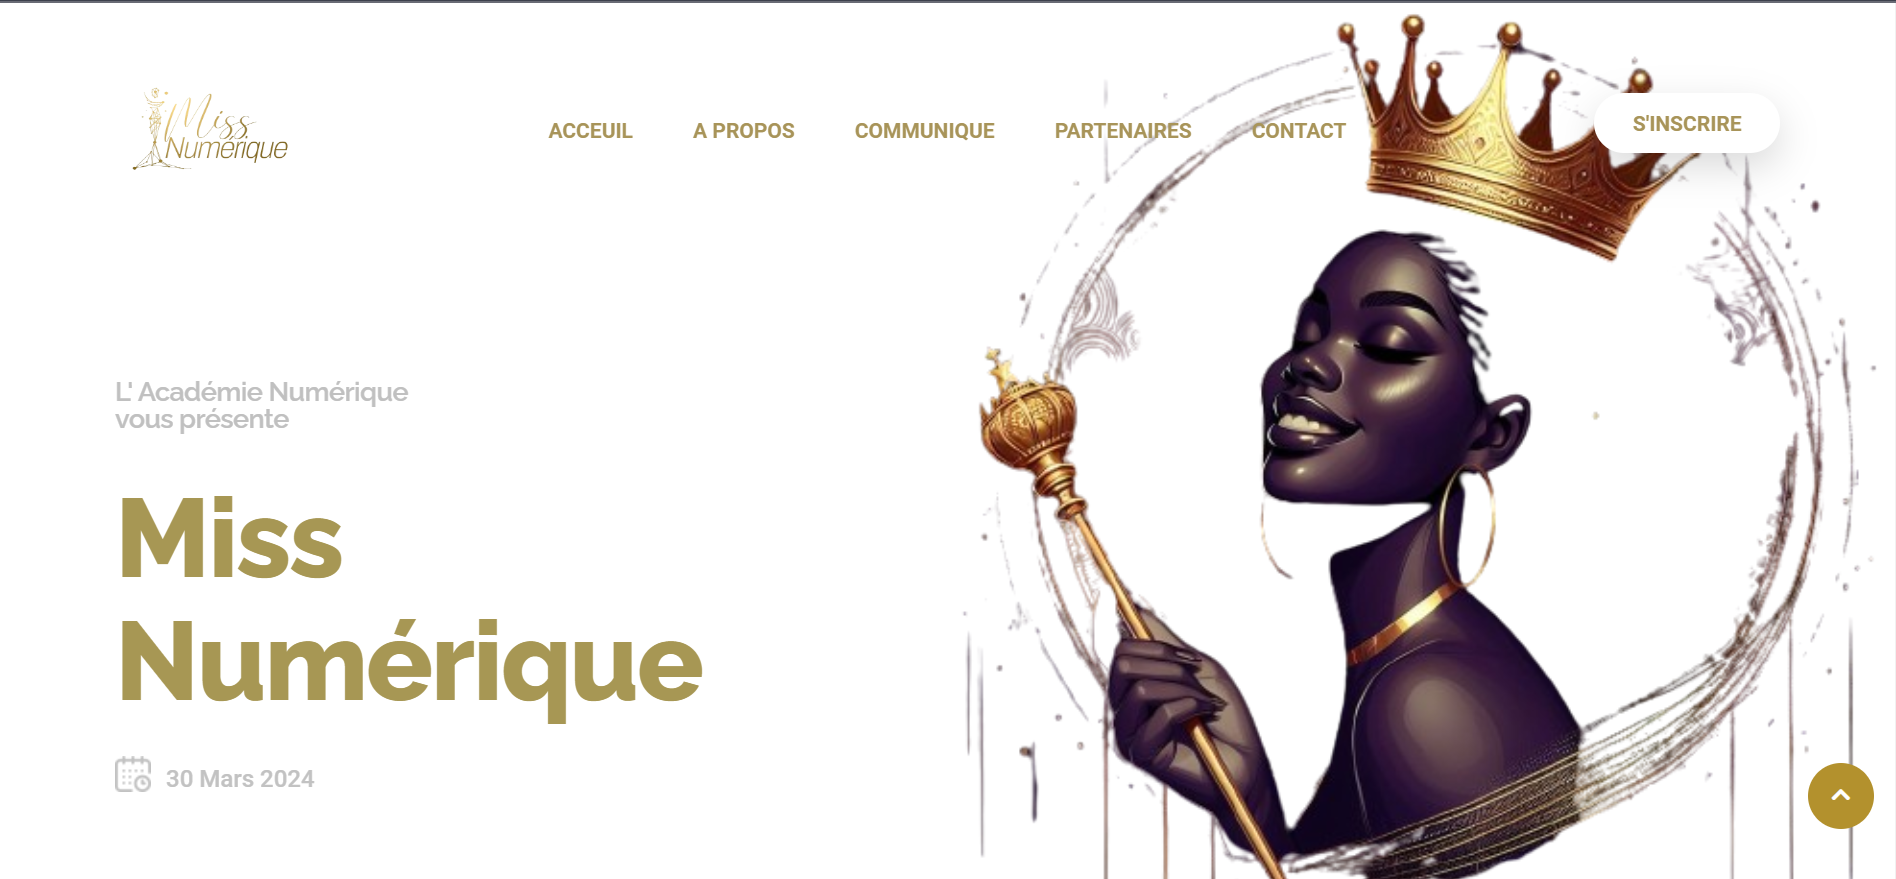 Miss
Numérique
ACCEUIL
A PROPOS
COMMUNIQUE
PARTENAIRES
CONTACT
S'INSCRIRE
L' Académie Numérique
vous présente
Miss
Numérique
30 Mars 2024